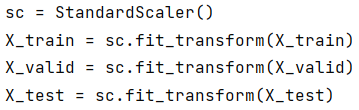 sc = StandardScaler()
X_train = sc.fit_transform(X_train)
X_valid = sc.fit_transform(X_valid)
X_test = sc.fit_transform(X_test)